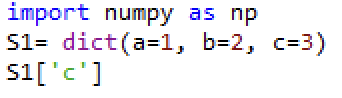 import numpy as np
S1= dict(a=1, b=2, c=3)
S1['c']